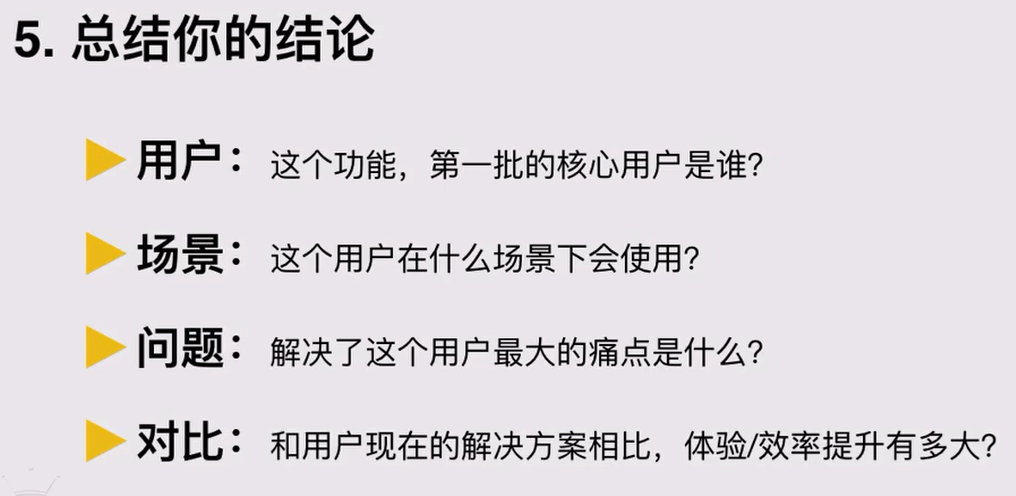 5. 总结你的结论
用户：这个功能，第一批的核心用户是谁？
场景：这个用户在什么场景下会使用？
问题：解决了这个用户最大的痛点是什么？
对比：和用户现在的解决方案相比，体验/效率提升有多大？